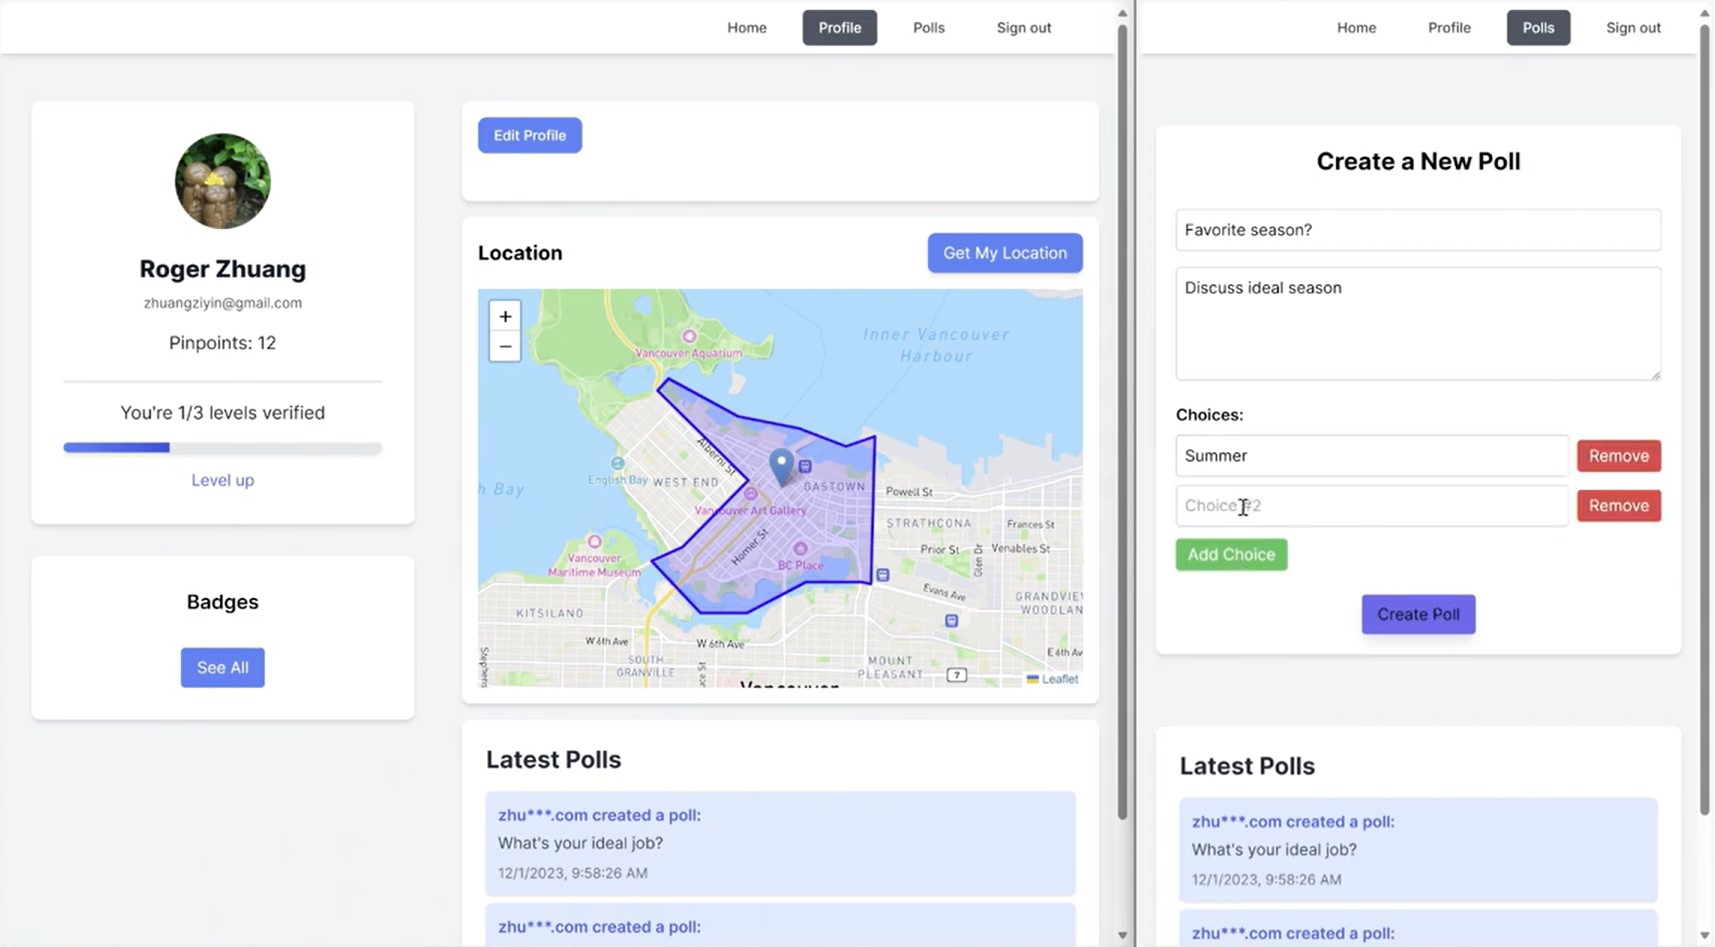 Home Profile Polls Sign out
Roger Zhuang
zhuangziyin@gmail.com
Pinpoints: 12
You're 1/3 levels verified
Level up
Badges
See All
Edit Profile
Location
Get My Location
+
−
Vancouver Aquarium
Inner Vancouver
Harbour
Alberni St
English Bay
h Bay
WEST END
GASTOWN
Powell St
Vancouver Art Gallery
STRATHCONA
Frances St
Homer St
Prior St
Glen Dr
Venables St
Vancouver
Maritime Museum
BC Place
Evans Ave
GRANDVIEW
WOODLAN
KITSILANO
W 6th Ave
W 6th Ave
E 6th Av
SOUTH
GRANVILLE
MOUNT
PLEASANT
7
Vancouver
Leaflet
Latest Polls
zhu***.com created a poll:
What's your ideal job?
12/1/2023, 9:58:26 AM
zhu***.com created a poll:
Home Profile Polls Sign out
Create a New Poll
Favorite season?
Discuss ideal season
Choices:
Summer
Remove
Choice #2
Remove
Add Choice
Create Poll
Latest Polls
zhu***.com created a poll:
What's your ideal job?
12/1/2023, 9:58:26 AM
zhu***.com created a poll: